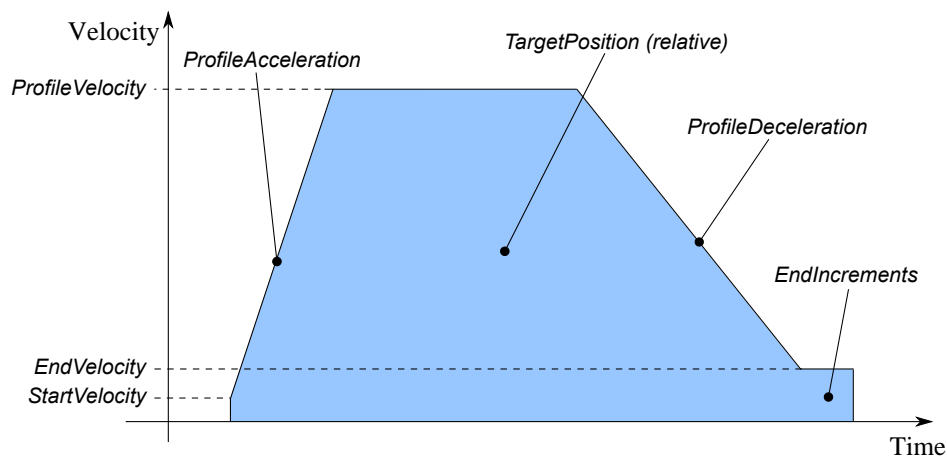 Velocity
TargetPosition (relative)
ProfileAcceleration
ProfileVelocity
ProfileDeceleration
EndIncrements
EndVelocity
StartVelocity
Time